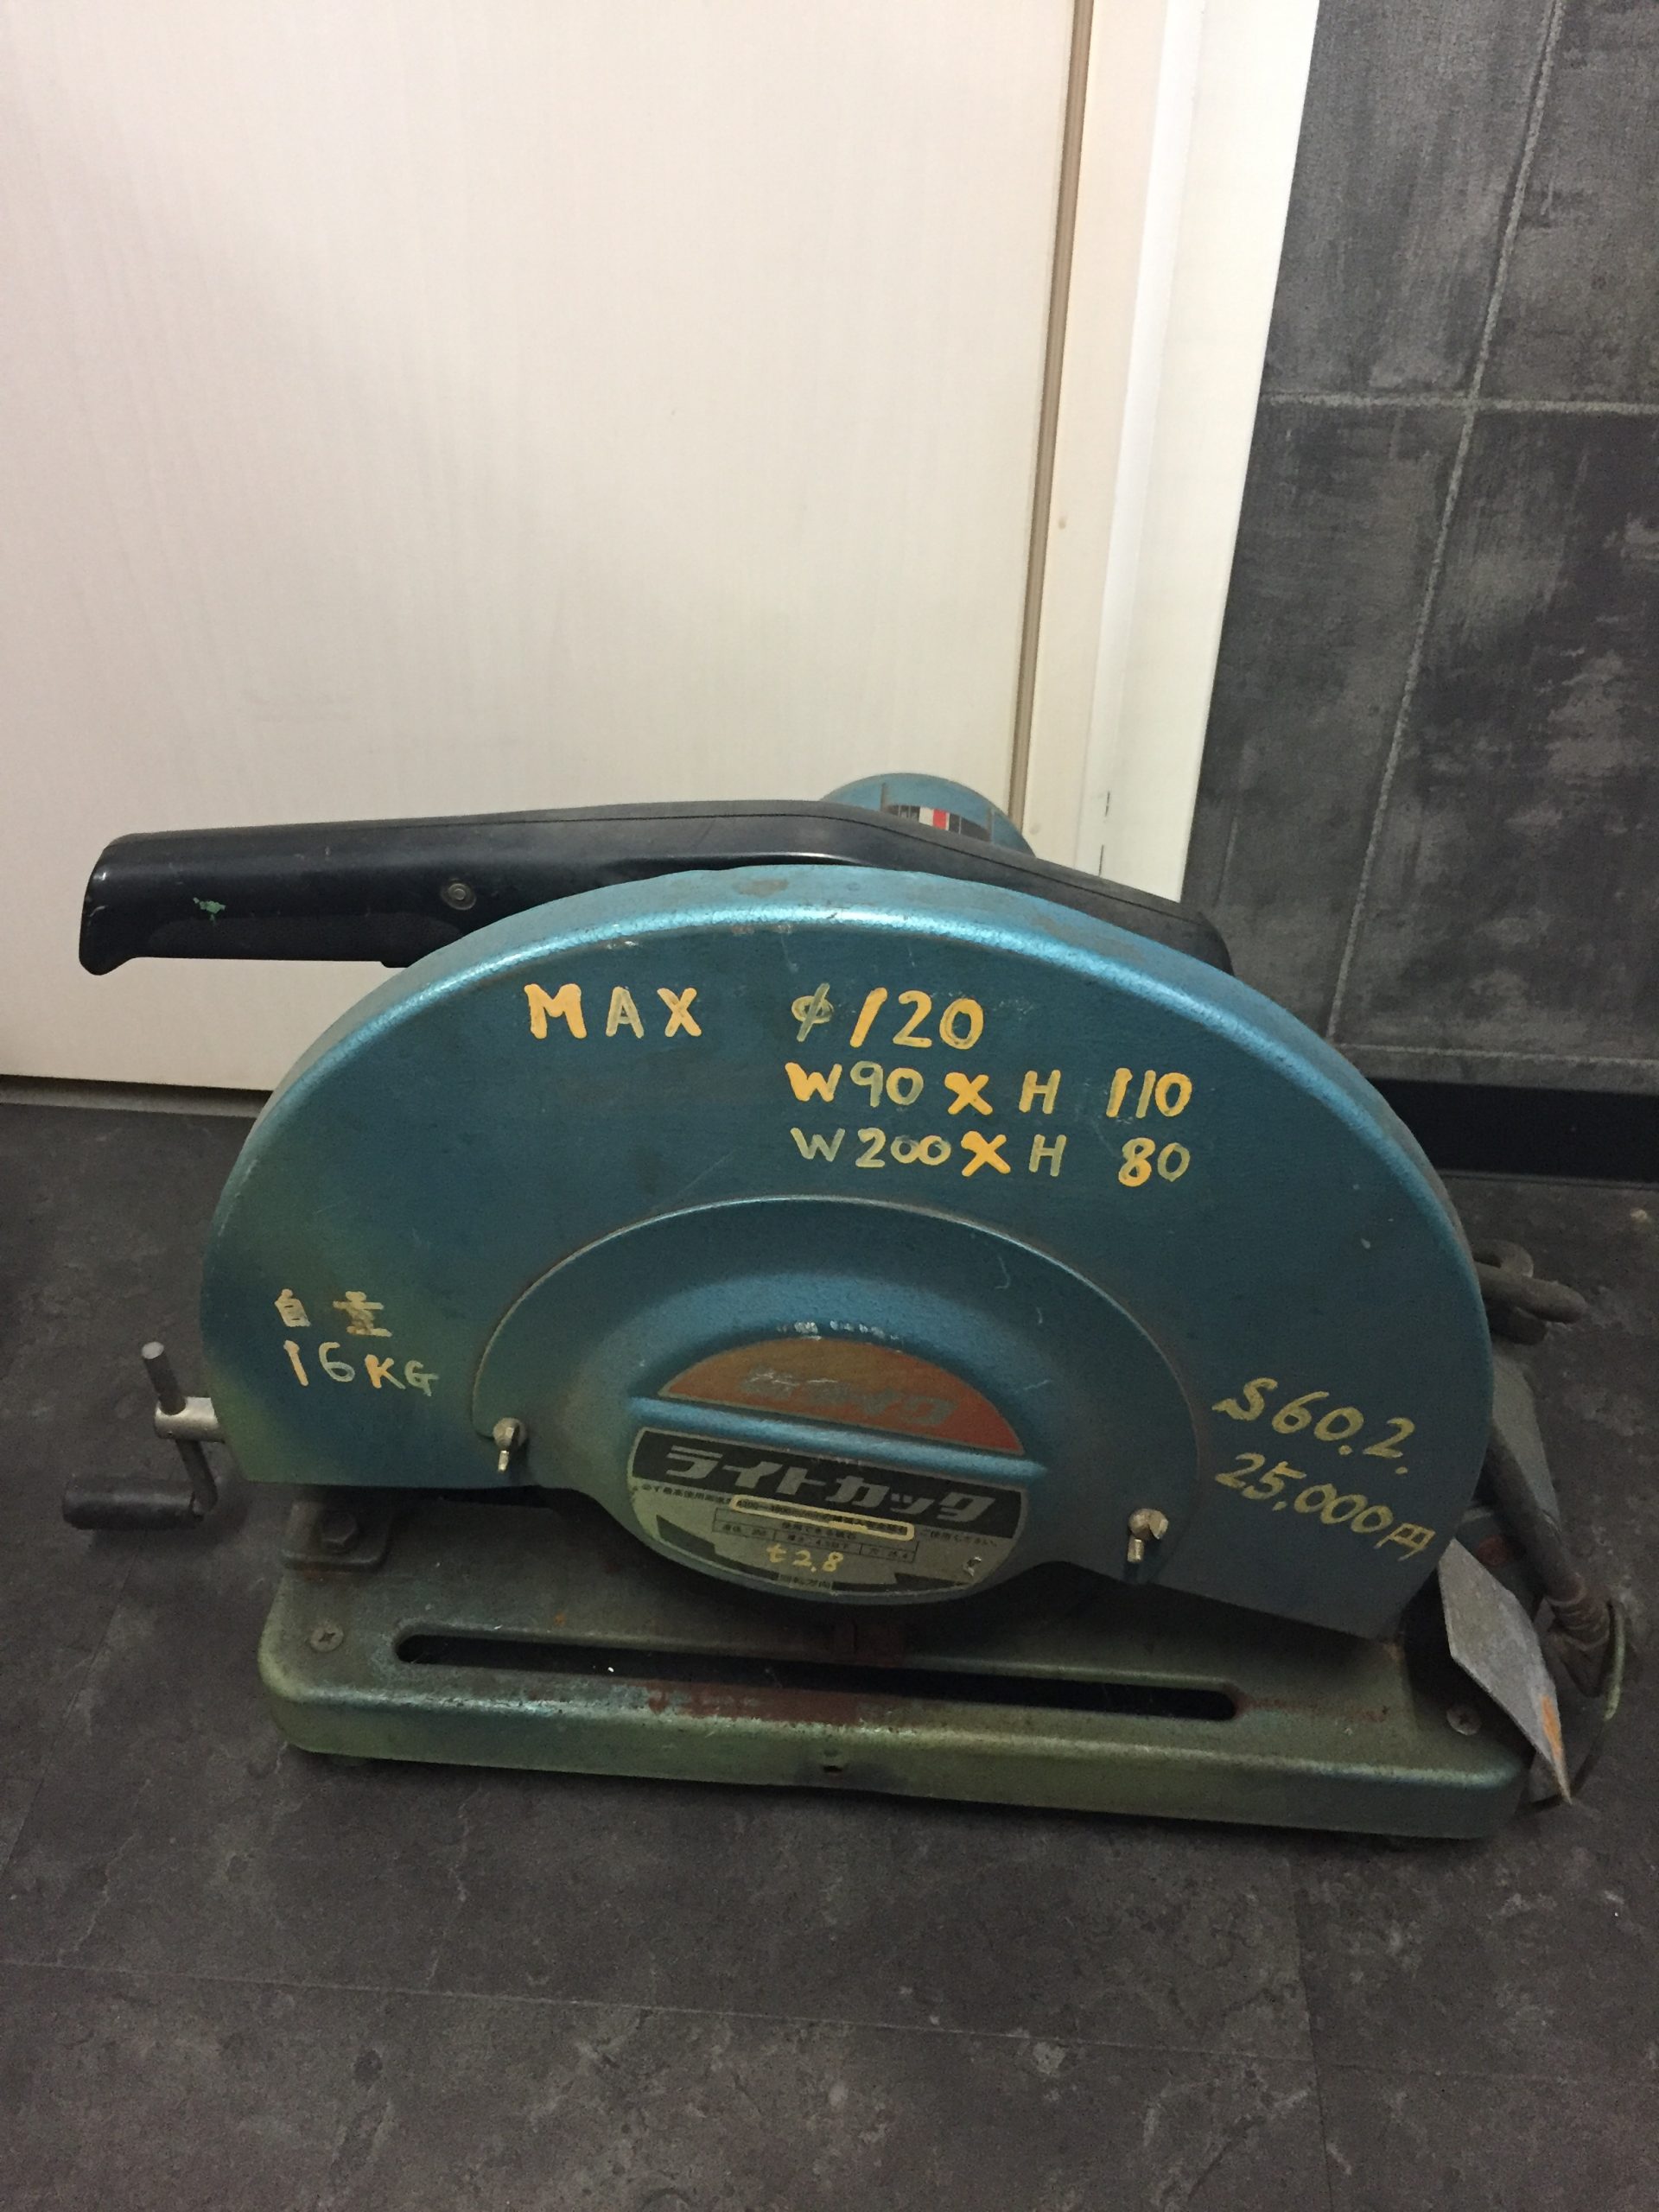 MAX φ120
W90×H 110
W200×H 80
自重
16KG
S60.2.
25,000円
ライトカッタ
t2.8